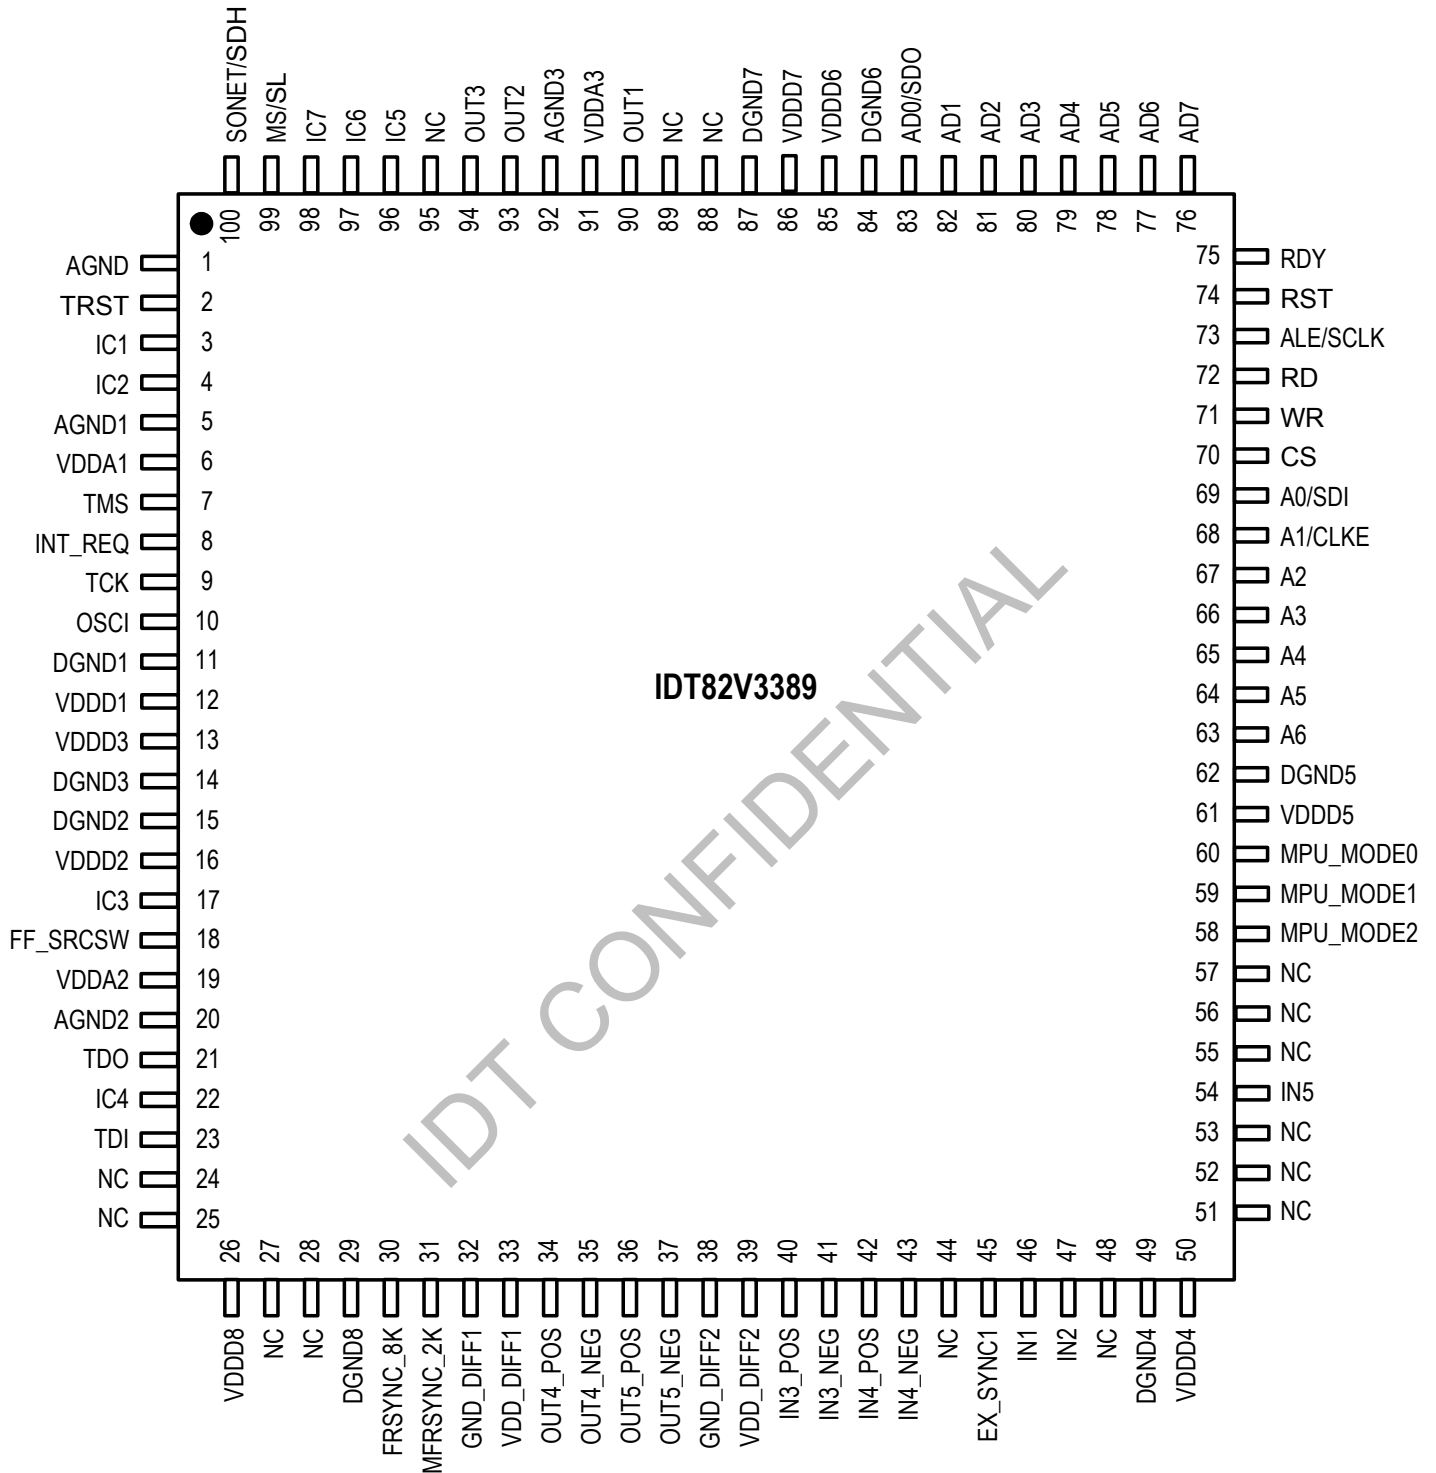 SONET/SDH
MS/SL
IC7
IC6
IC5
NC
OUT3
OUT2
AGND3
VDDA3
OUT1
NC
NC
DGND7
VDDD7
VDDD6
DGND6
AD0/SDO
AD1
AD2
AD3
AD4
AD5
AD6
AD7
100
99
98
97
96
95
94
93
92
91
90
89
88
87
86
85
84
83
82
81
80
79
78
77
76
AGND 1
TRST 2
IC1 3
IC2 4
AGND1 5
VDDA1 6
TMS 7
INT_REQ 8
TCK 9
OSCI 10
DGND1 11
VDDD1 12
VDDD3 13
DGND3 14
DGND2 15
VDDD2 16
IC3 17
FF_SRCSW 18
VDDA2 19
AGND2 20
TDO 21
IC4 22
TDI 23
NC 24
NC 25
IDT82V3389
IDT CONFIDENTIAL
75 RDY
74 RST
73 ALE/SCLK
72 RD
71 WR
70 CS
69 A0/SDI
68 A1/CLKE
67 A2
66 A3
65 A4
64 A5
63 A6
62 DGND5
61 VDDD5
60 MPU_MODE0
59 MPU_MODE1
58 MPU_MODE2
57 NC
56 NC
55 NC
54 IN5
53 NC
52 NC
51 NC
26
27
28
29
30
31
32
33
34
35
36
37
38
39
40
41
42
43
44
45
46
47
48
49
50
VDDD8
NC
NC
DGND8
FRSYNC_8K
MFRSYNC_2K
GND_DIFF1
VDD_DIFF1
OUT4_POS
OUT4_NEG
OUT5_POS
OUT5_NEG
GND_DIFF2
VDD_DIFF2
IN3_POS
IN3_NEG
IN4_POS
IN4_NEG
NC
EX_SYNC1
IN1
IN2
NC
DGND4
VDDD4